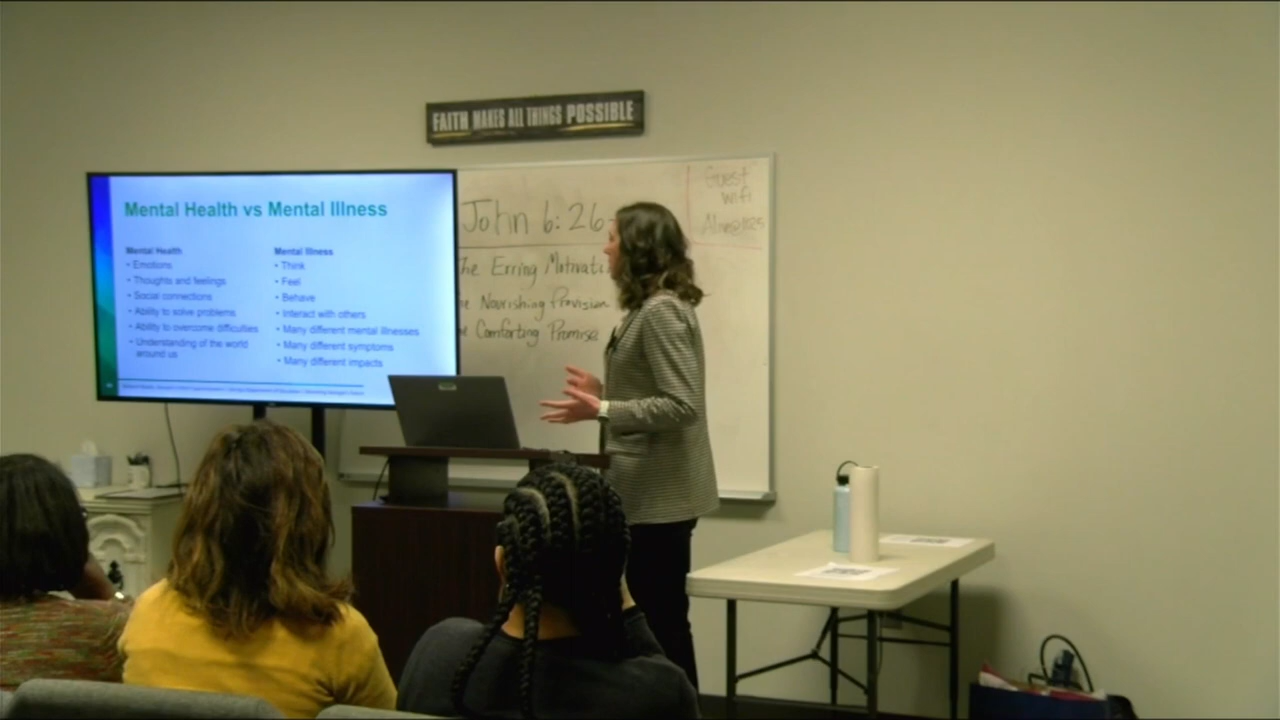 FAITH MAKES ALL THINGS POSSIBLE
Mental Health vs Mental Illness
Mental Health
• Emotions
• Thoughts and feelings
• Social connections
• Ability to solve problems
• Ability to overcome difficulties
• Understanding of the world
around us
Mental Illness
• Think
• Feel
• Behave
• Interact with others
• Many different mental illnesses
• Many different symptoms
• Many different impacts
John 6:26-
he Erring Motivati
e Nourishing Provision
e Comforting Promise
Guest
wifi